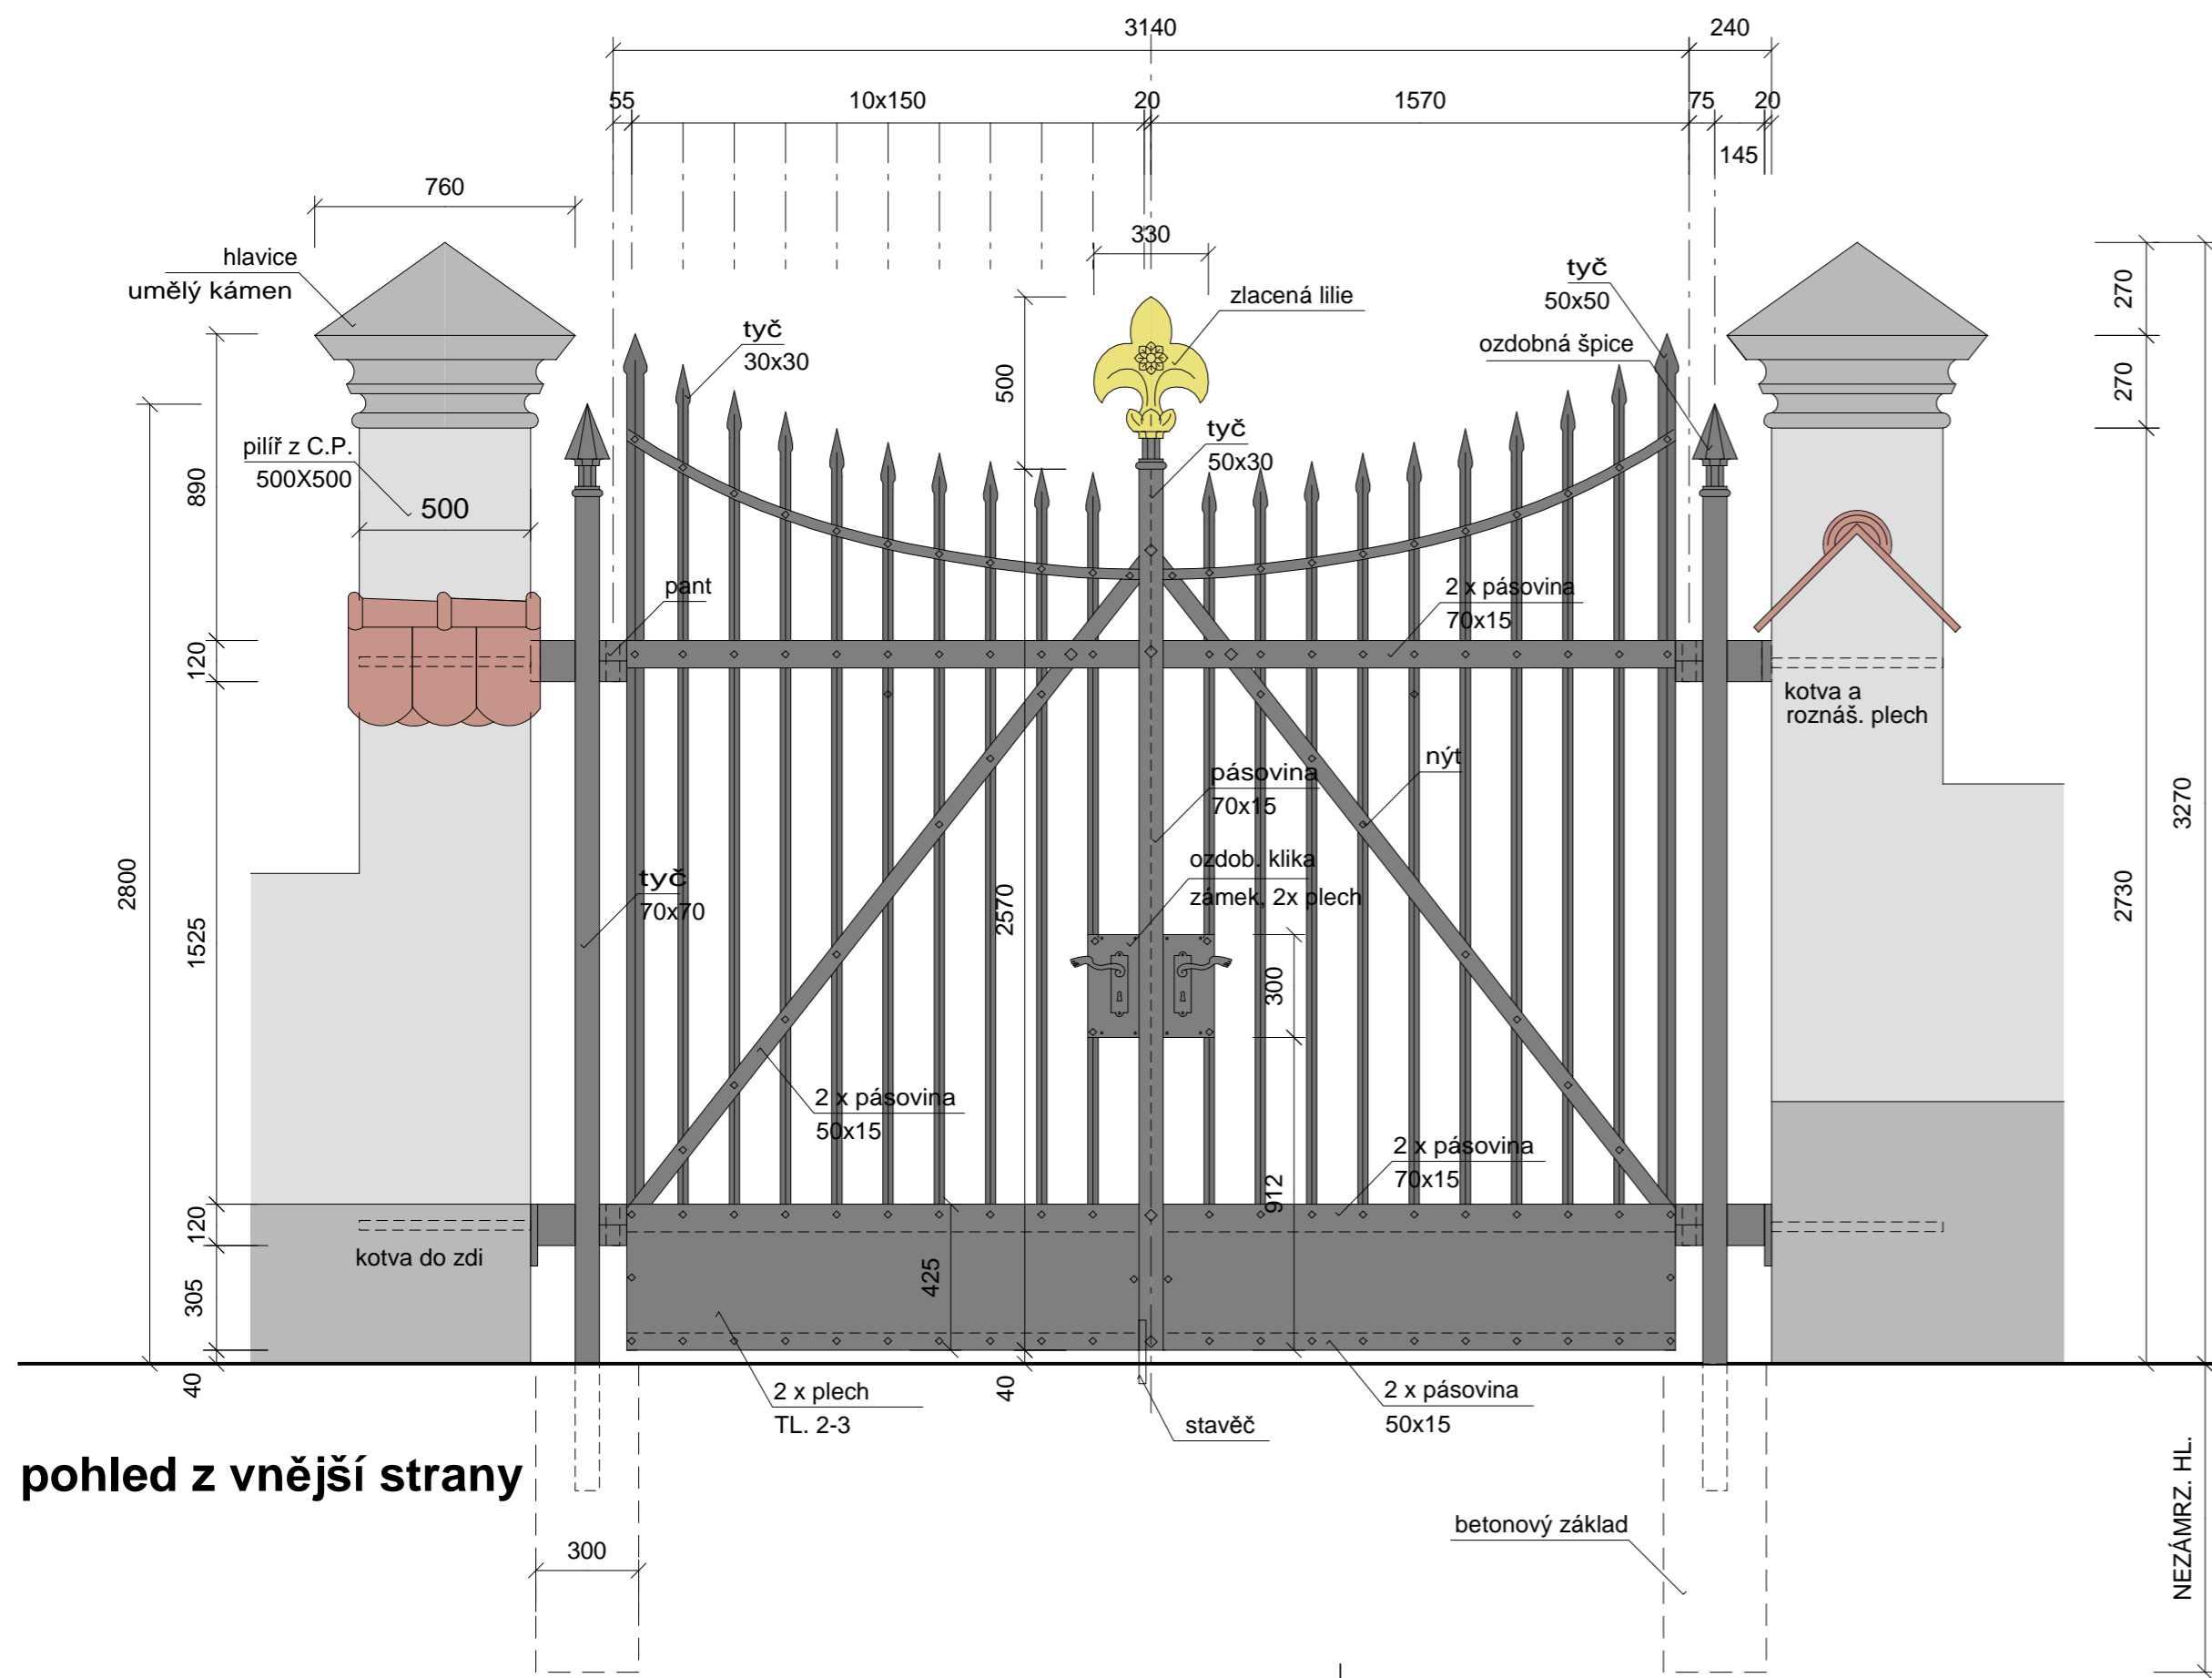 3140
240
55
10x150
20
1570
75
20
145
760
330
hlavice
umělý kámen
tyč
30x30
zlacená lilie
tyč
50x50
ozdobná špice
270
270
500
tyč
50x30
pilíř z C.P.
500X500
500
890
pant
2 x pásovina
70x15
120
kotva a
roznáš. plech
nýt
pásovina
70x15
3270
2800
tyč
70x70
ozdob. klika
zámek, 2x plech
2570
2730
1525
300
2 x pásovina
50x15
2 x pásovina
70x15
912
120
kotva do zdi
425
305
40
40
2 x plech
TL. 2-3
stavěč
2 x pásovina
50x15
pohled z vnější strany
NEZÁMRZ. HL.
betonový základ
300